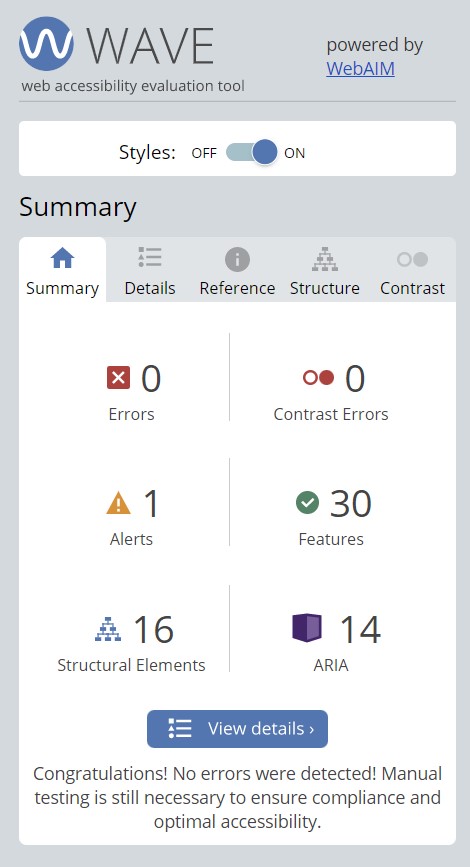 WAVE
web accessibility evaluation tool
powered by
WebAIM
Styles: OFF ON
Summary
Summary Details Reference Structure Contrast
0 0
Errors Contrast Errors
1 30
Alerts Features
16 14
Structural Elements ARIA
View details ›
Congratulations! No errors were detected! Manual
testing is still necessary to ensure compliance and
optimal accessibility.